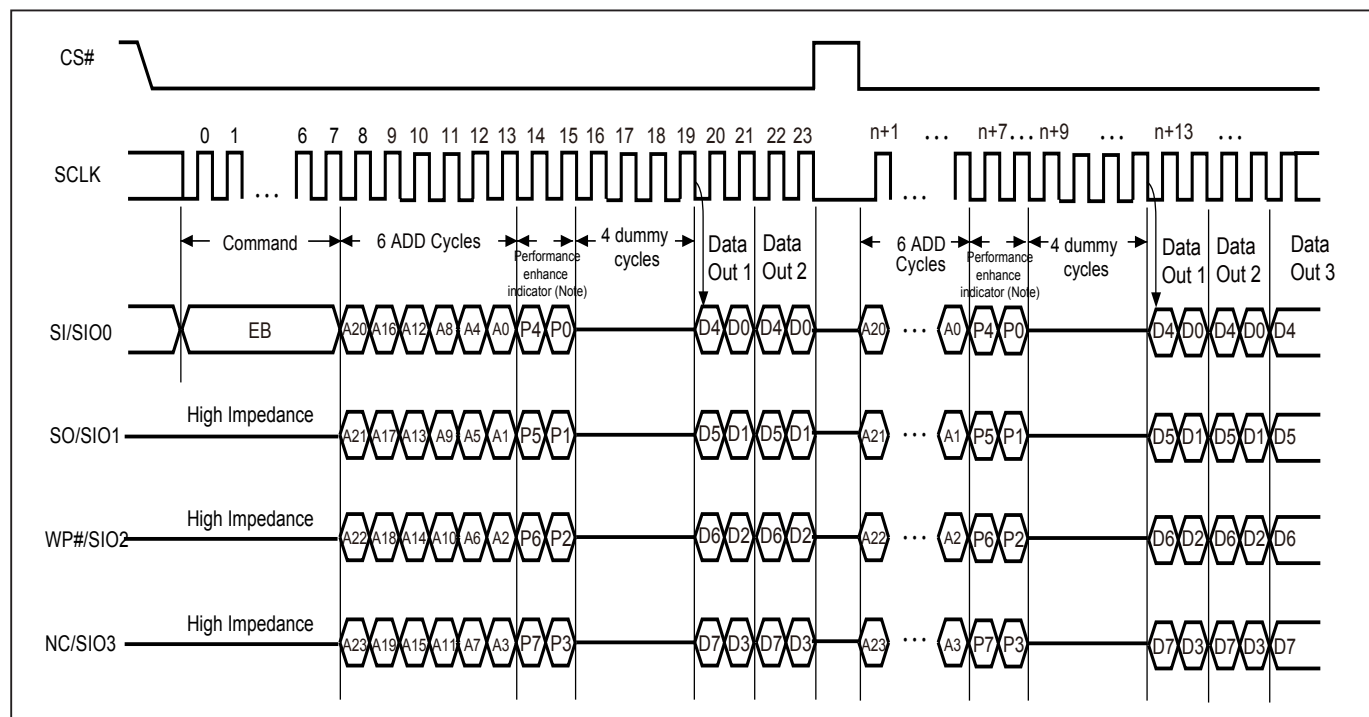 CS#
0 1 6 7 8 9 10 11 12 13 14 15 16 17 18 19 20 21 22 23 n+1 ... n+7... n+9 ... n+13 ...
SCLK
... ...
Command 6 ADD Cycles Performance enhance indicator (Note) 4 dummy cycles Data Out 1 Data Out 2 6 ADD Cycles Performance enhance indicator (Note) 4 dummy cycles Data Out 1 Data Out 2 Data Out 3
SI/SIO0 EB A20 A16 A12 A8 A4 A0 P4 P0 D4 D0 D4 D0 A20 ... A0 P4 P0 D4 D0 D4 D0 D4
High Impedance
SO/SIO1 A21 A17 A13 A9 A5 A1 P5 P1 D5 D1 D5 D1 A21 ... A1 P5 P1 D5 D1 D5 D1 D5
High Impedance
WP#/SIO2 A22 A18 A14 A10 A6 A2 P6 P2 D6 D2 D6 D2 A22 ... A2 P6 P2 D6 D2 D6 D2 D6
High Impedance
NC/SIO3 A23 A19 A15 A11 A7 A3 P7 P3 D7 D3 D7 D3 A23 ... A3 P7 P3 D7 D3 D7 D3 D7